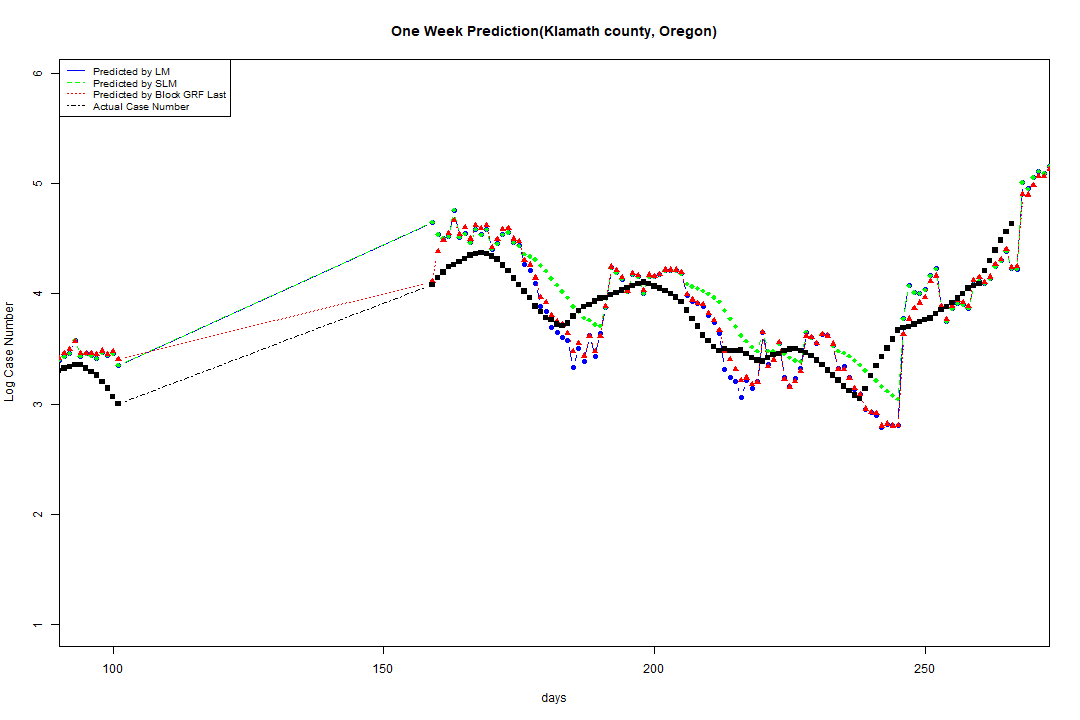 One Week Prediction(Klamath county, Oregon)
Predicted by LM
Predicted by SLM
Predicted by Block GRF Last
Actual Case Number
6
5
4
3
2
1
Log Case Number
100 150 200 250
days